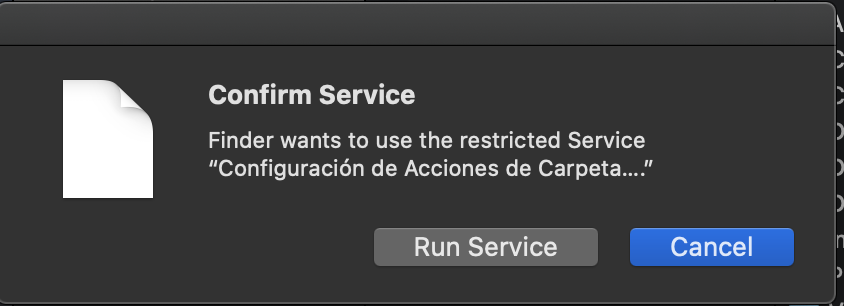 Confirm Service
Finder wants to use the restricted Service
“Configuración de Acciones de Carpeta….”
Run Service
Cancel